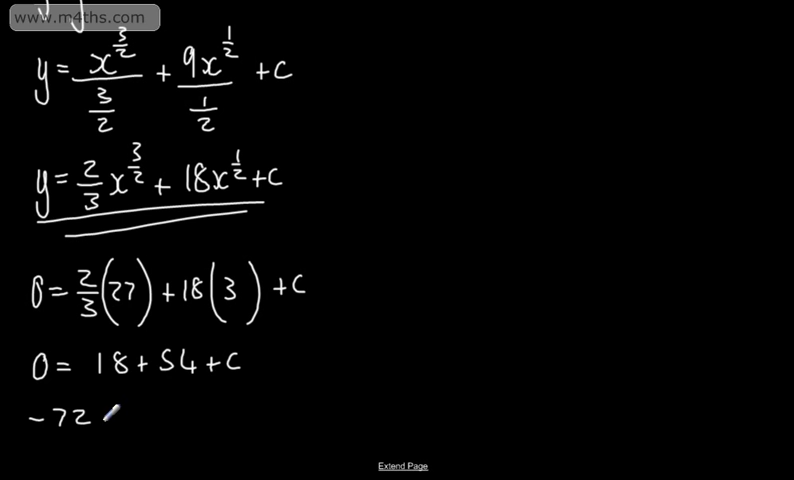 www.m4ths.com
y = x^(3/2) / (3/2) + 9x^(1/2) / (1/2) + c
y = 2/3 x^(3/2) + 18x^(1/2) + c
0 = 2/3 (27) + 18 (3) + c
0 = 18 + 54 + c
-72
Extend Page